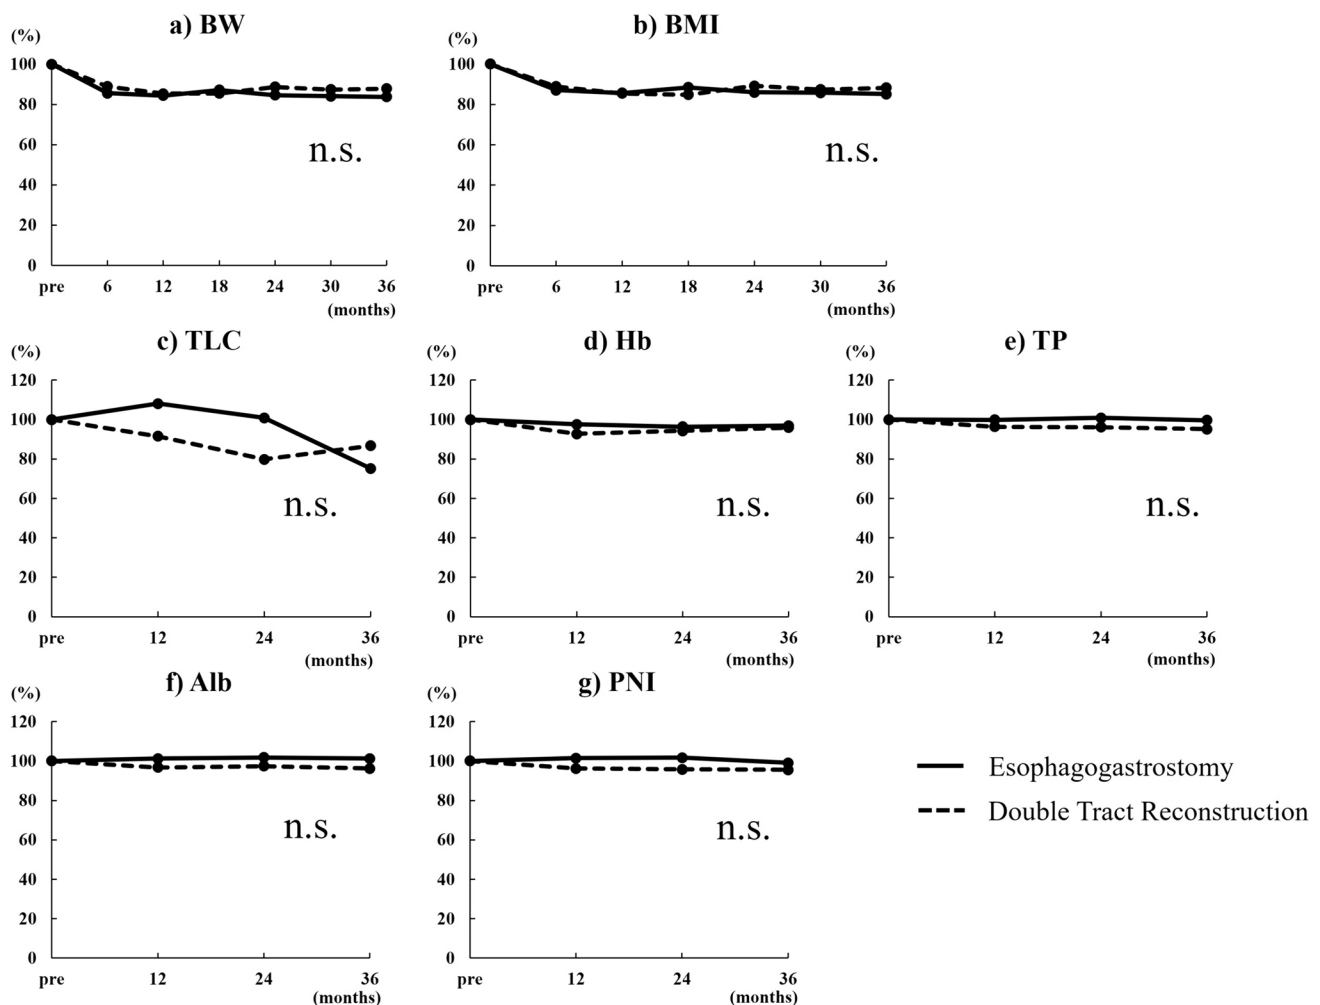 a) BW
(%)
100
80
60
40
20
0
n.s.
pre 6 12 18 24 30 36
(months)
b) BMI
(%)
100
80
60
40
20
0
n.s.
pre 6 12 18 24 30 36
(months)
c) TLC
(%)
120
100
80
60
40
20
0
n.s.
pre 12 24 36
(months)
d) Hb
(%)
120
100
80
60
40
20
0
n.s.
pre 12 24 36
(months)
e) TP
(%)
120
100
80
60
40
20
0
n.s.
pre 12 24 36
(months)
f) Alb
(%)
120
100
80
60
40
20
0
n.s.
pre 12 24 36
(months)
g) PNI
(%)
120
100
80
60
40
20
0
n.s.
pre 12 24 36
(months)
Esophagogastrostomy
Double Tract Reconstruction